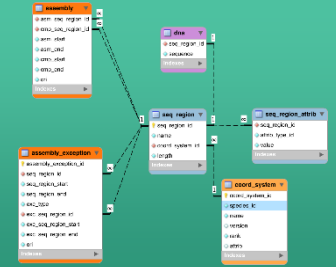 assembly
asm_seq_region_id
cmp_seq_region_id
asm_start
asm_end
cmp_start
cmp_end
ori
Indexes
dna
seq_region_id
sequence
Indexes
seq_region
seq_region_id
name
coord_system_id
length
Indexes
seq_region_attrib
seq_region_id
attrib_type_id
value
Indexes
assembly_exception
assembly_exception_id
seq_region_id
seq_region_start
seq_region_end
exc_type
exc_seq_region_id
exc_seq_region_start
exc_seq_region_end
ori
Indexes
coord_system
coord_system_id
species_id
name
version
rank
attrib
Indexes